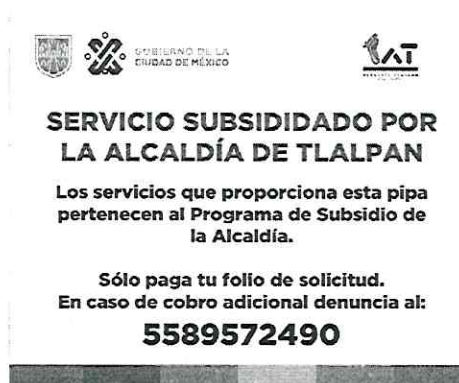 GOBIERNO DE LA
CIUDAD DE MÉXICO
SERVICIO SUBSIDIDADO POR
LA ALCALDÍA DE TLALPAN
Los servicios que proporciona esta pipa
pertenecen al Programa de Subsidio de
la Alcaldía.
Sólo paga tu folio de solicitud.
En caso de cobro adicional denuncia al:
5589572490